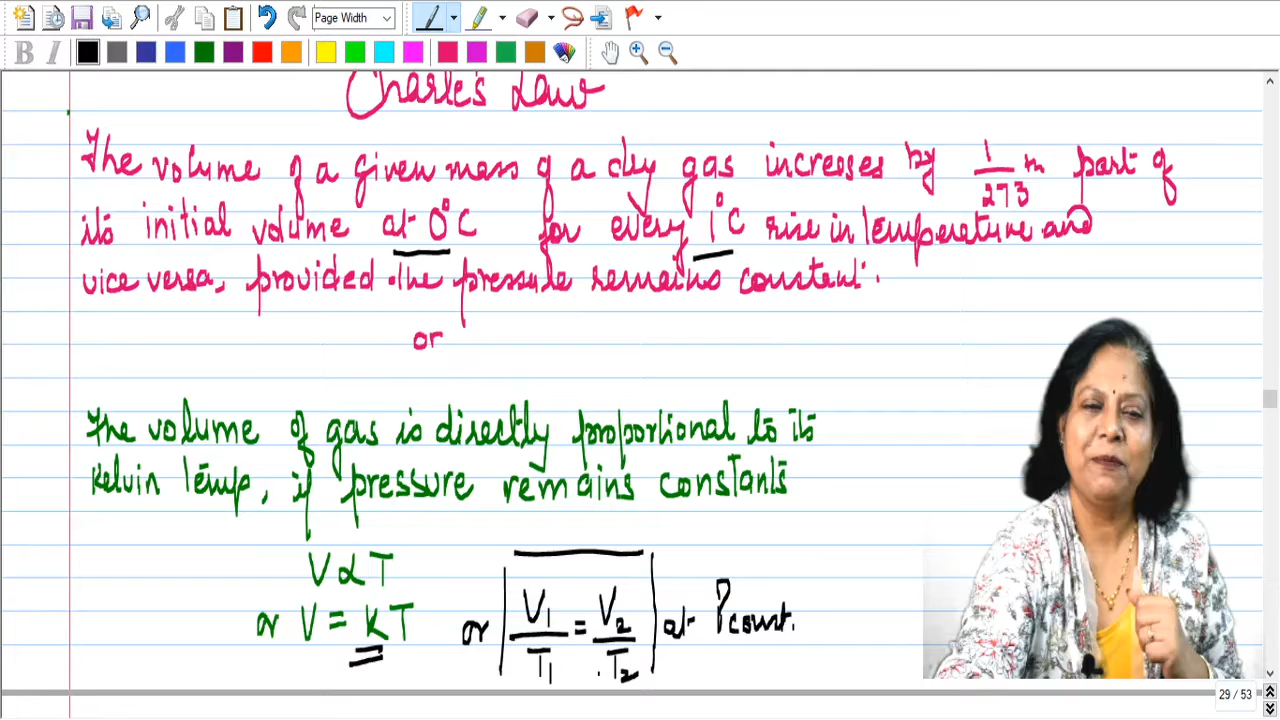 Page Width
B I
Charle's Law
The volume of a given mass of a dry gas increases by 1/273 th part of
its initial volume at 0°C for every 1°C rise in temperature and
vice versa, provided the pressure remains constant.
or
The volume of gas is directly proportional to its
Kelvin temp, if pressure remains constants
V ∝ T
or V = KT or V₁/T₁ = V₂/T₂ at P const.
29 / 53